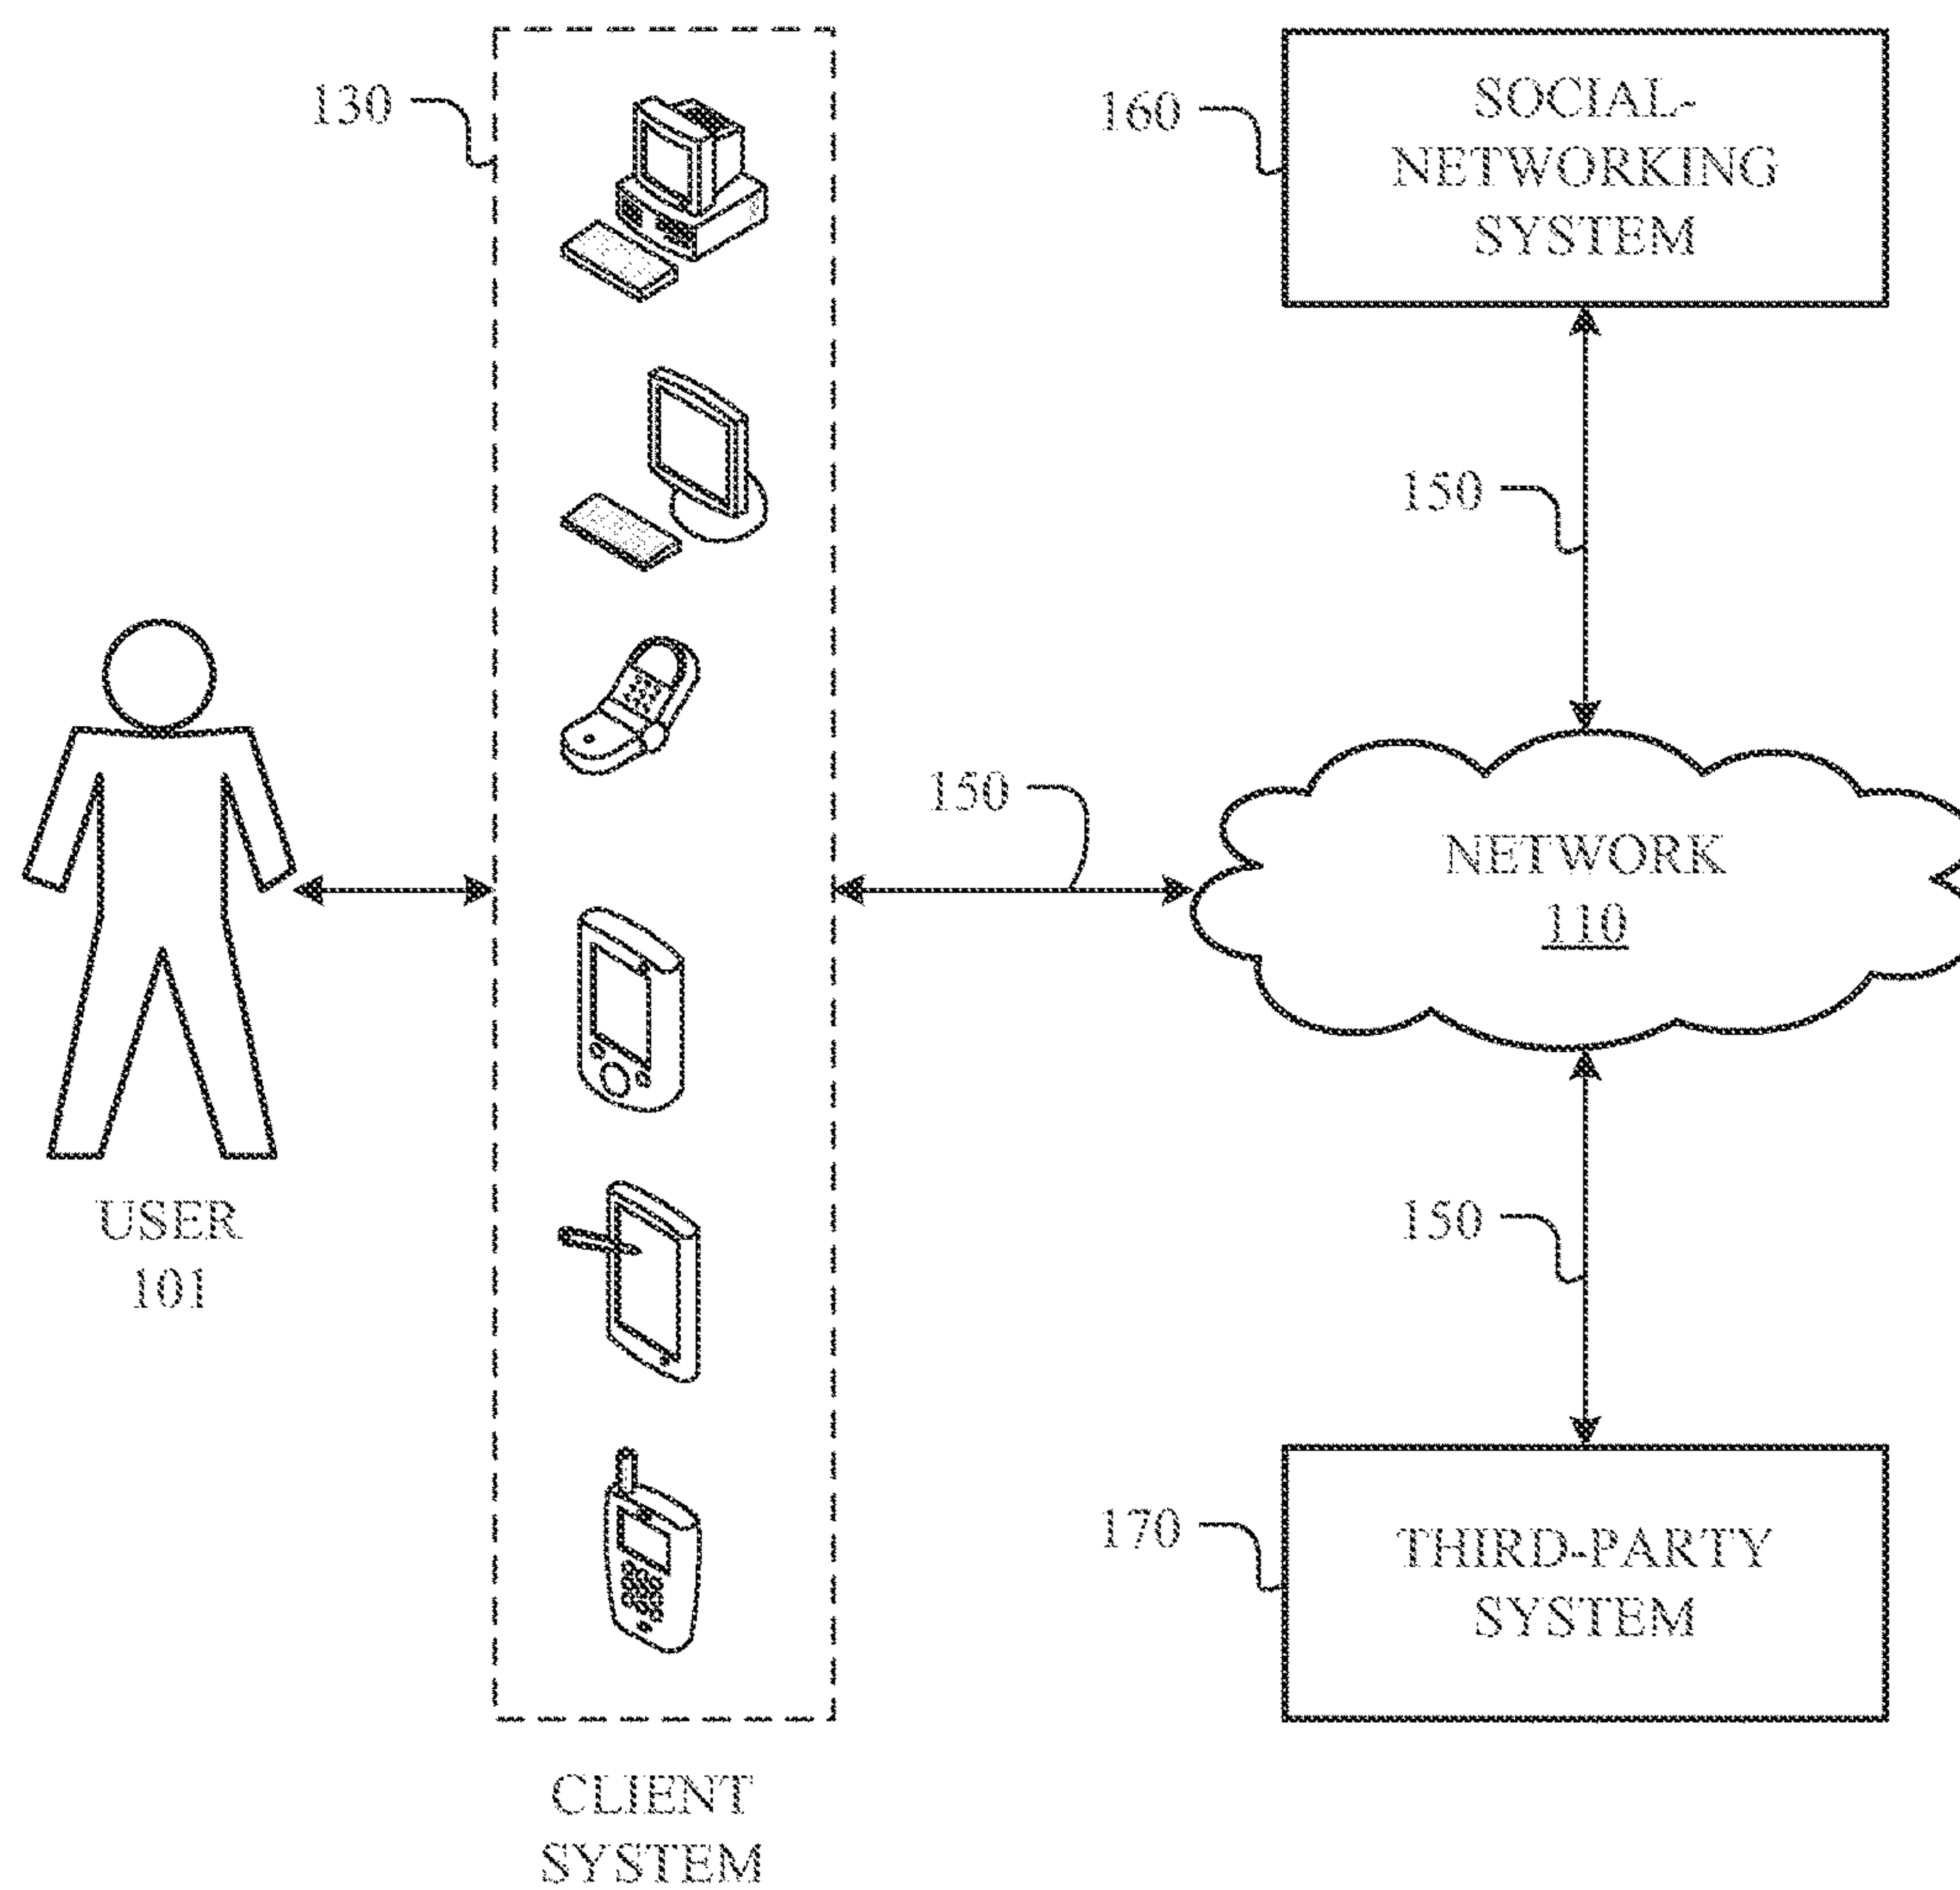 130
160
SOCIAL-
NETWORKING
SYSTEM
150
150
NETWORK
110
USER
101
150
170
THIRD-PARTY
SYSTEM
CLIENT
SYSTEM